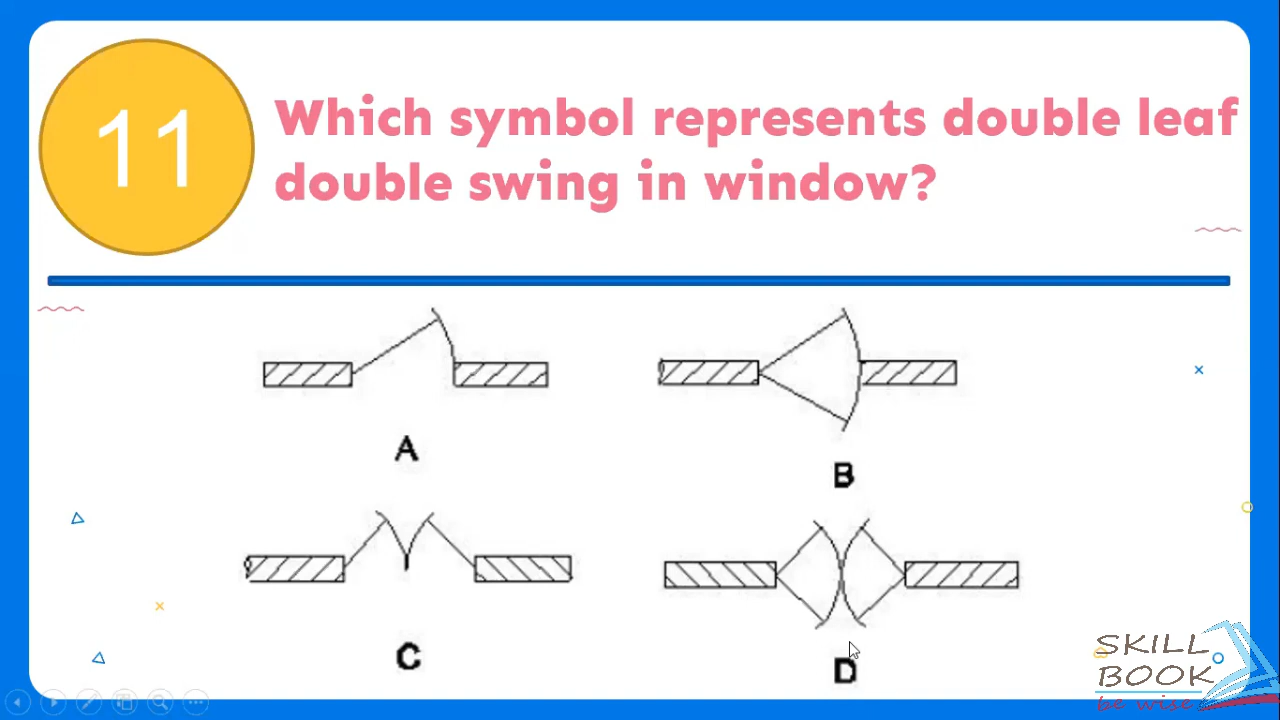 11
Which symbol represents double leaf
double swing in window?
A
B
C
D
SKILL
BOOK
be wise